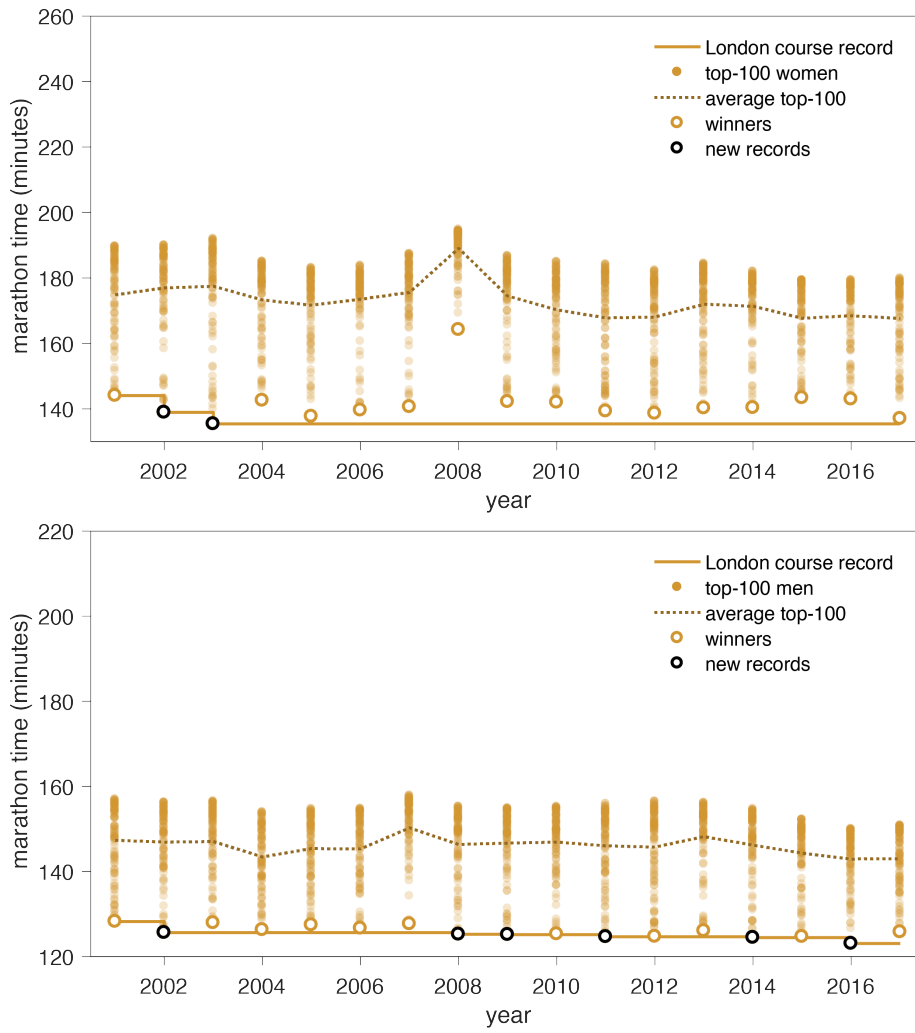 260
240
220
200
180
160
140
marathon time (minutes)
London course record
top-100 women
average top-100
winners
new records
2002 2004 2006 2008 2010 2012 2014 2016
year
220
200
180
160
140
120
marathon time (minutes)
London course record
top-100 men
average top-100
winners
new records
2002 2004 2006 2008 2010 2012 2014 2016
year